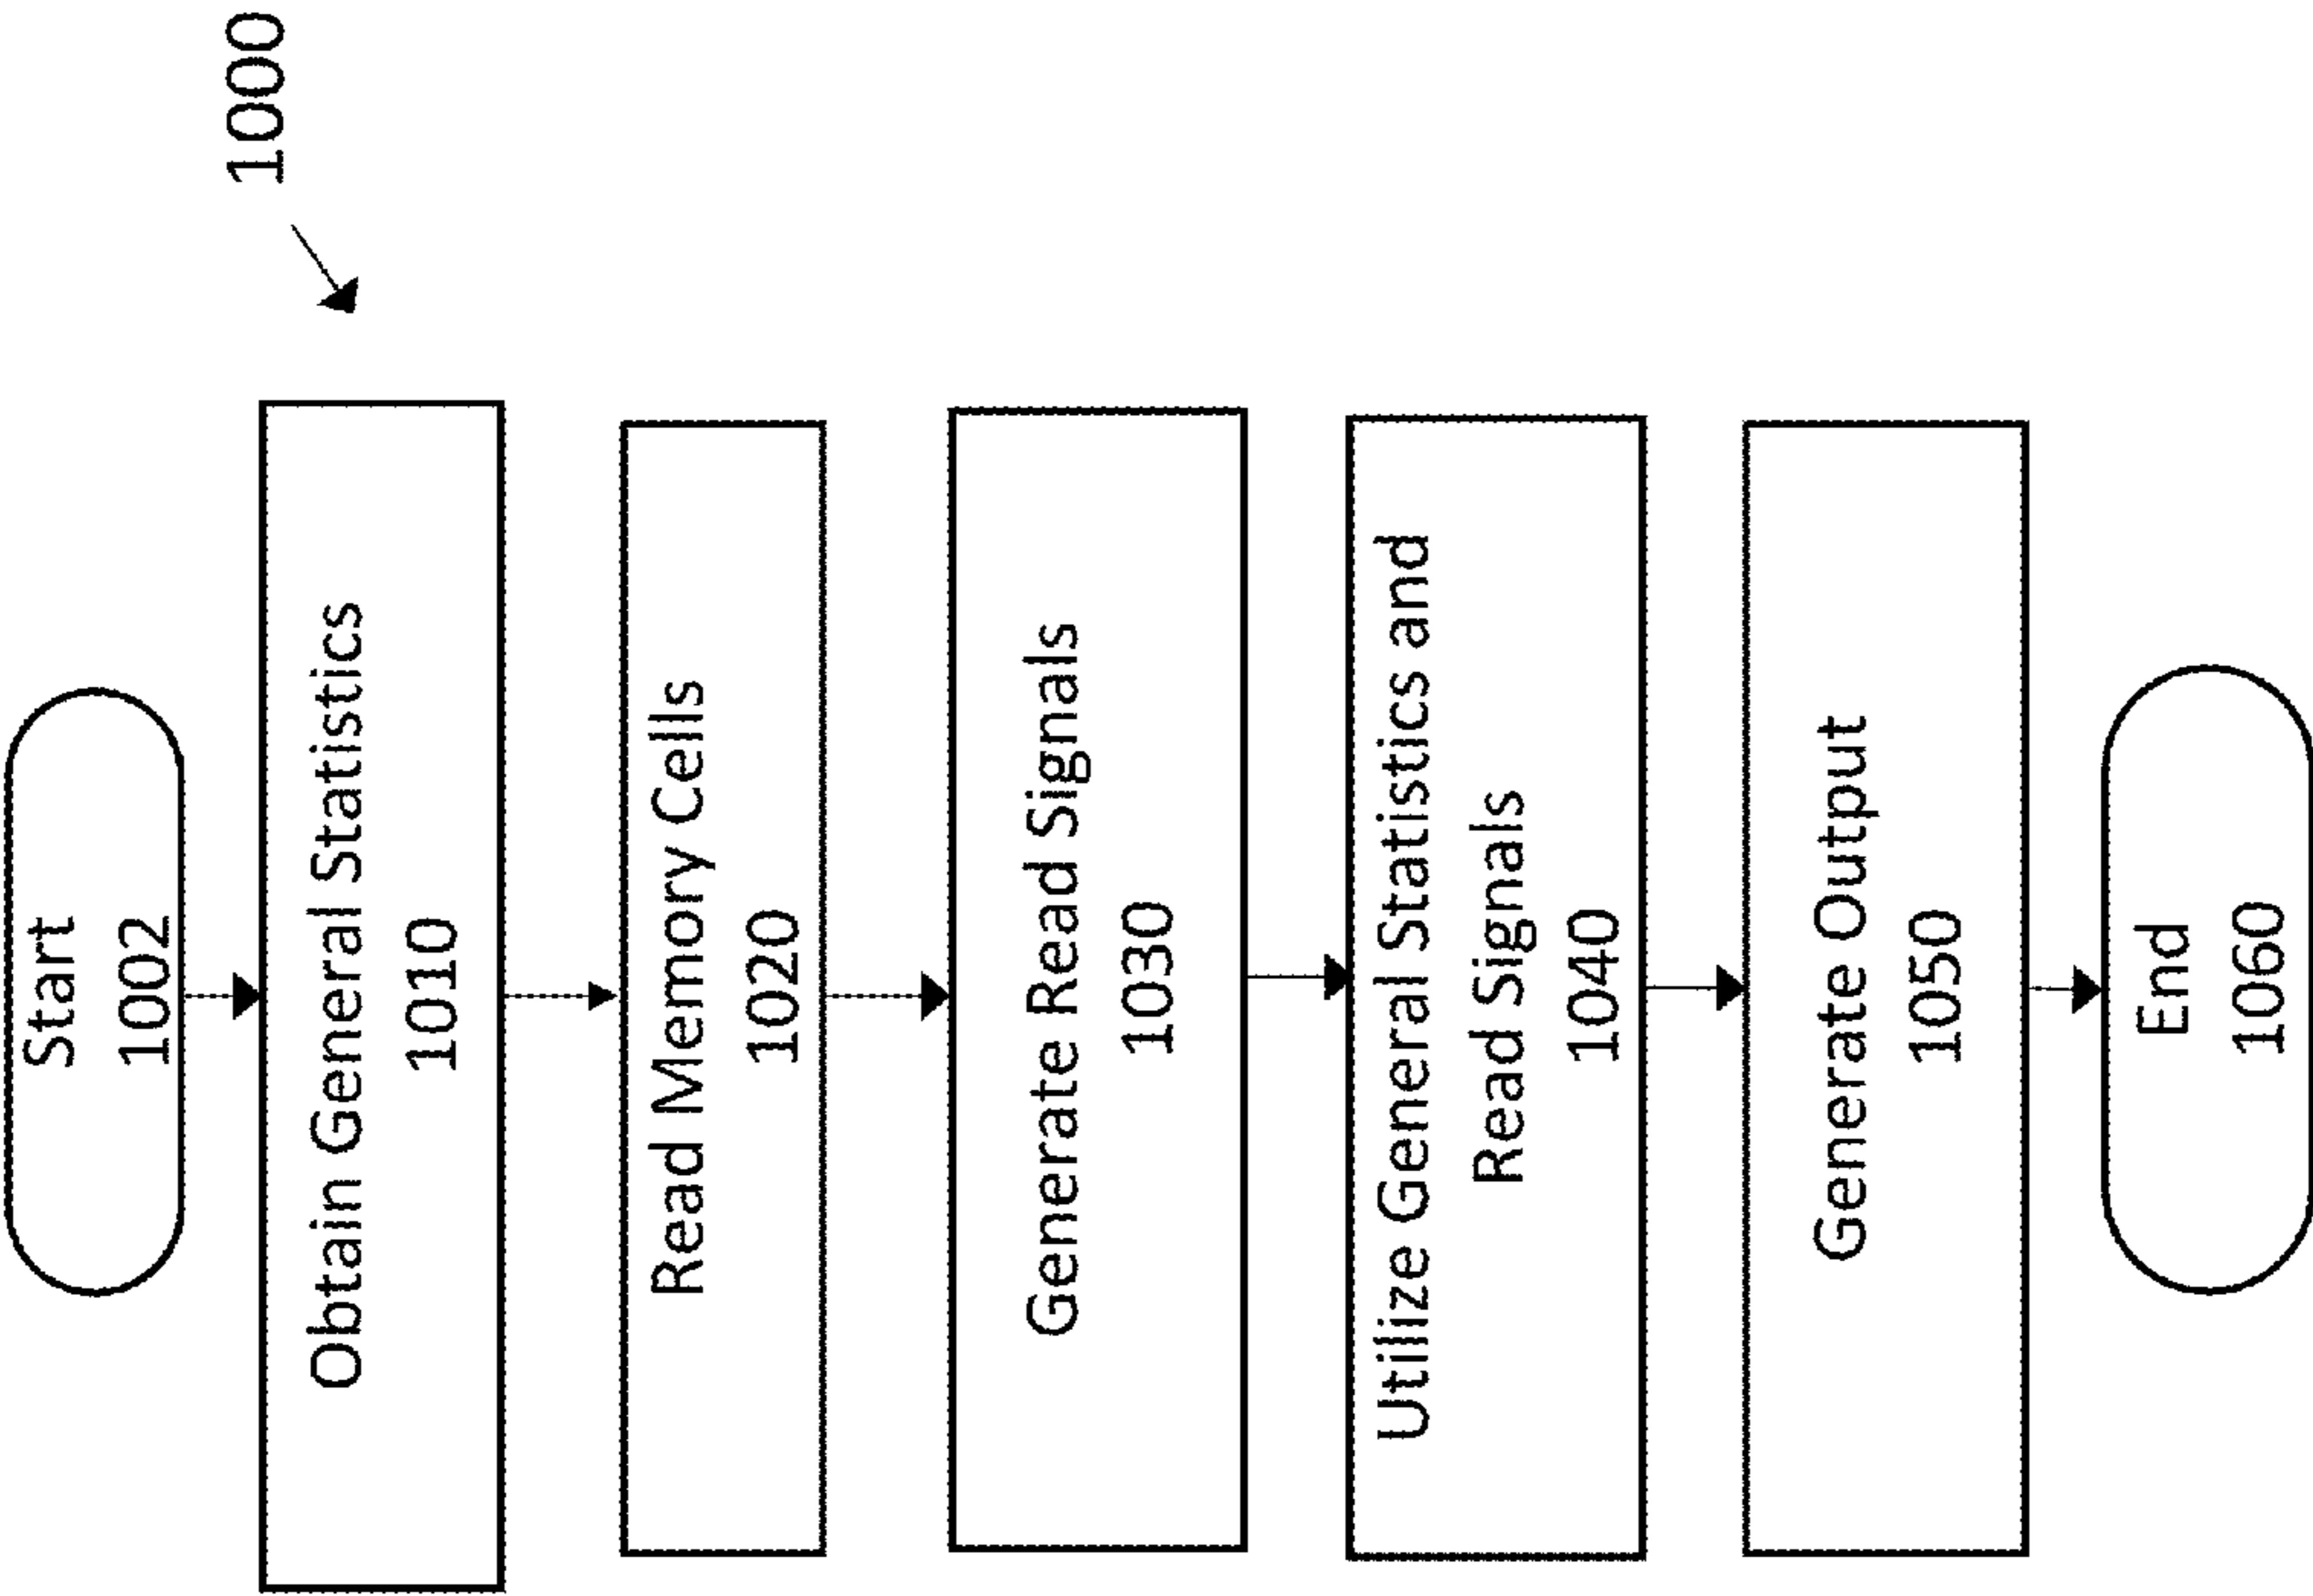 1000
Start
1002
Obtain General Statistics
1010
Read Memory Cells
1020
Generate Read Signals
1030
Utilize General Statistics and
Read Signals
1040
Generate Output
1050
End
1060